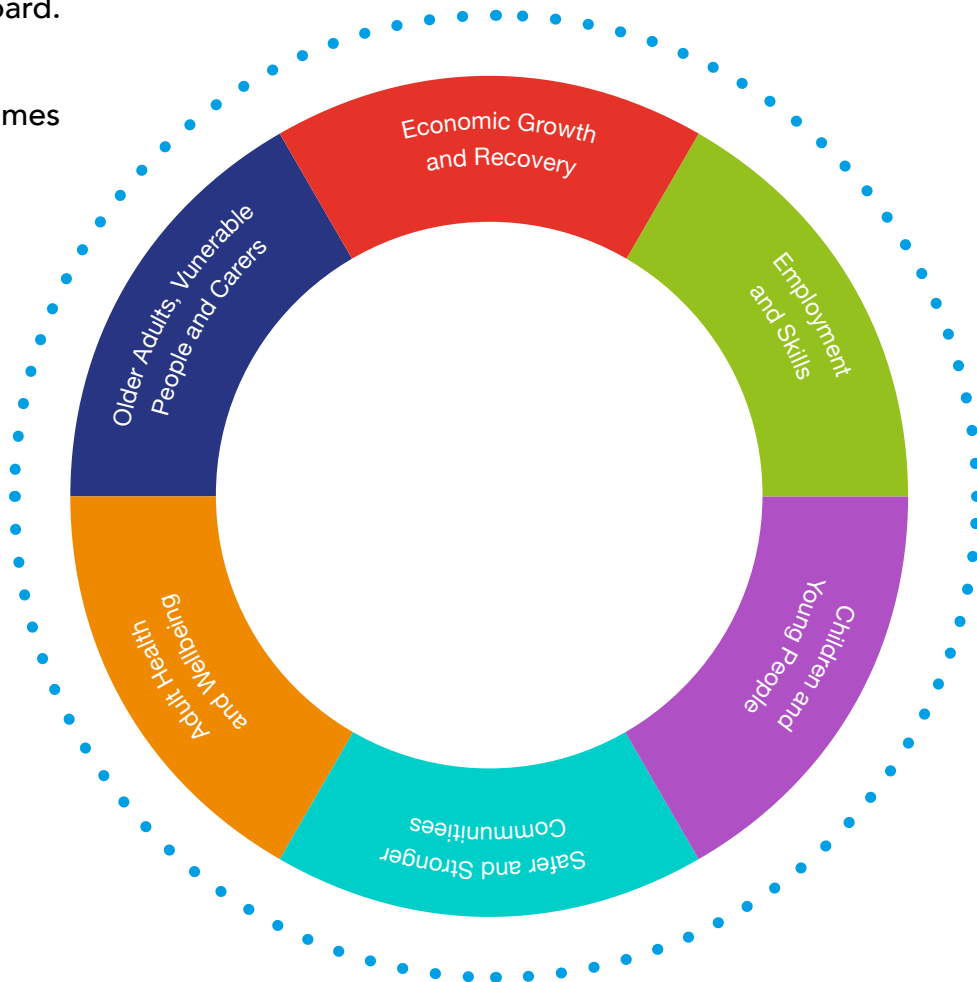 oard.
mes
Economic Growth
and Recovery
Employment
and Skills
Children and
Young People
Safer and Stronger
Communitiees
Adult Health
and Wellbeing
Older Adults, Vunerable
People and Carers